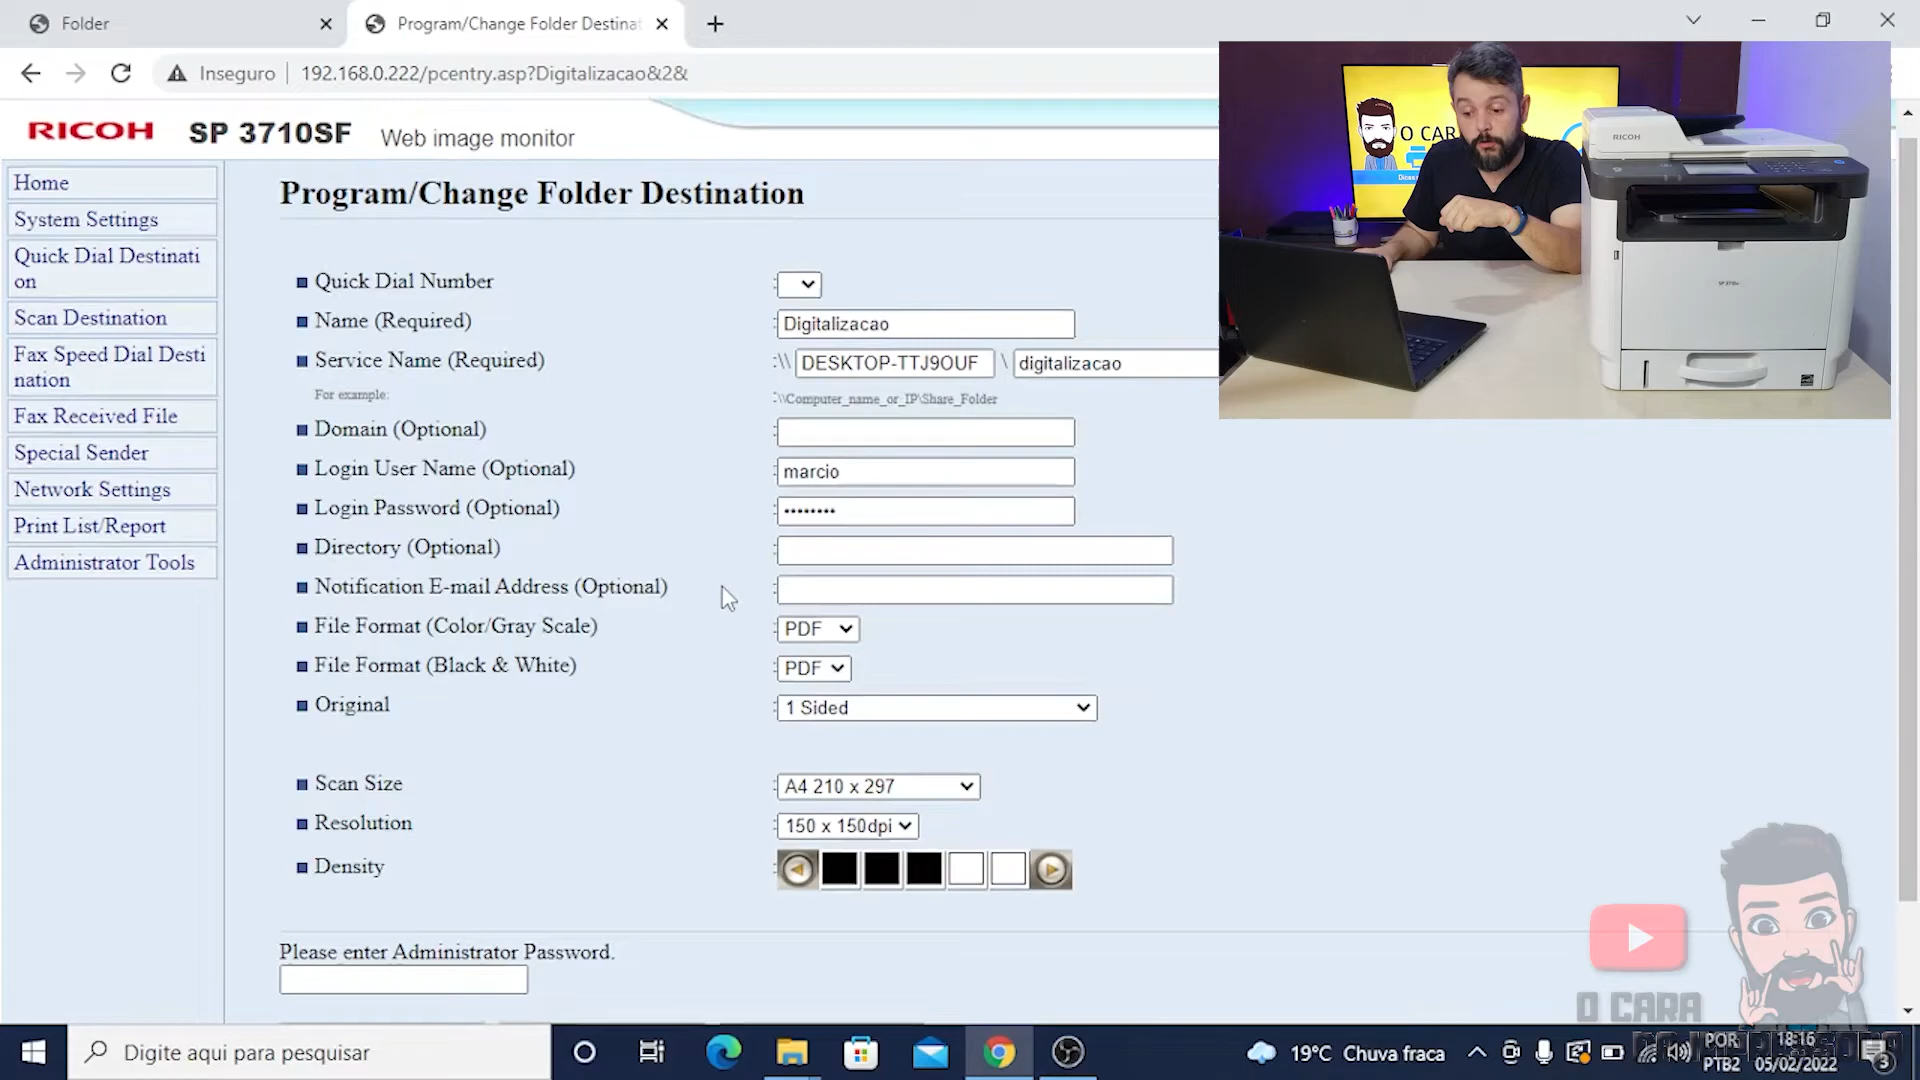 Folder
Program/Change Folder Destinat
Inseguro
192.168.0.222/pcentry.asp?Digitalizacao&2&
RICOH SP 3710SF Web image monitor
Home
System Settings
Quick Dial Destinati
on
Scan Destination
Fax Speed Dial Desti
nation
Fax Received File
Special Sender
Network Settings
Print List/Report
Administrator Tools
Program/Change Folder Destination
Quick Dial Number :
Name (Required) : Digitalizacao
Service Name (Required) :\\ DESKTOP-TTJ9OUF \ digitalizacao
For example: :\\Computer_name_or_IP\Share_Folder
Domain (Optional) :
Login User Name (Optional) : marcio
Login Password (Optional) : ••••••••
Directory (Optional) :
Notification E-mail Address (Optional) :
File Format (Color/Gray Scale) : PDF
File Format (Black & White) : PDF
Original : 1 Sided
Scan Size : A4 210 x 297
Resolution : 150 x 150dpi
Density :
Please enter Administrator Password.
O CAR
RICOH
O CARA
DA IMPRESSORA
Digite aqui para pesquisar
19°C Chuva fraca
POR
PTB2
18:16
05/02/2022
3